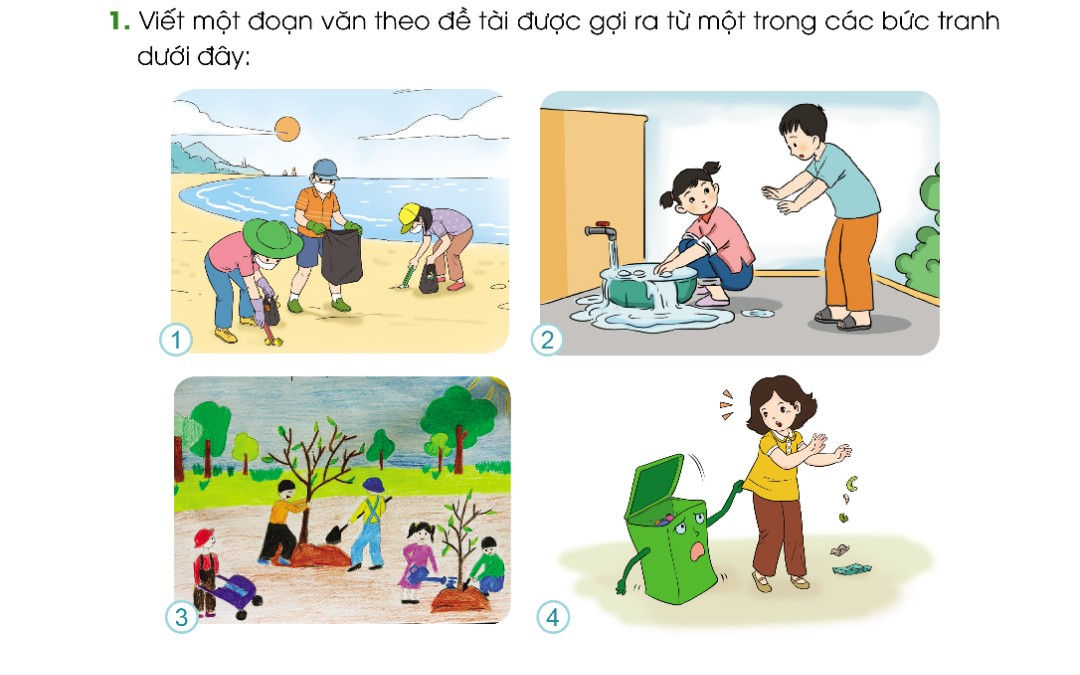 1. Viết một đoạn văn theo đề tài được gợi ra từ một trong các bức tranh
dưới đây:
1
2
3
4